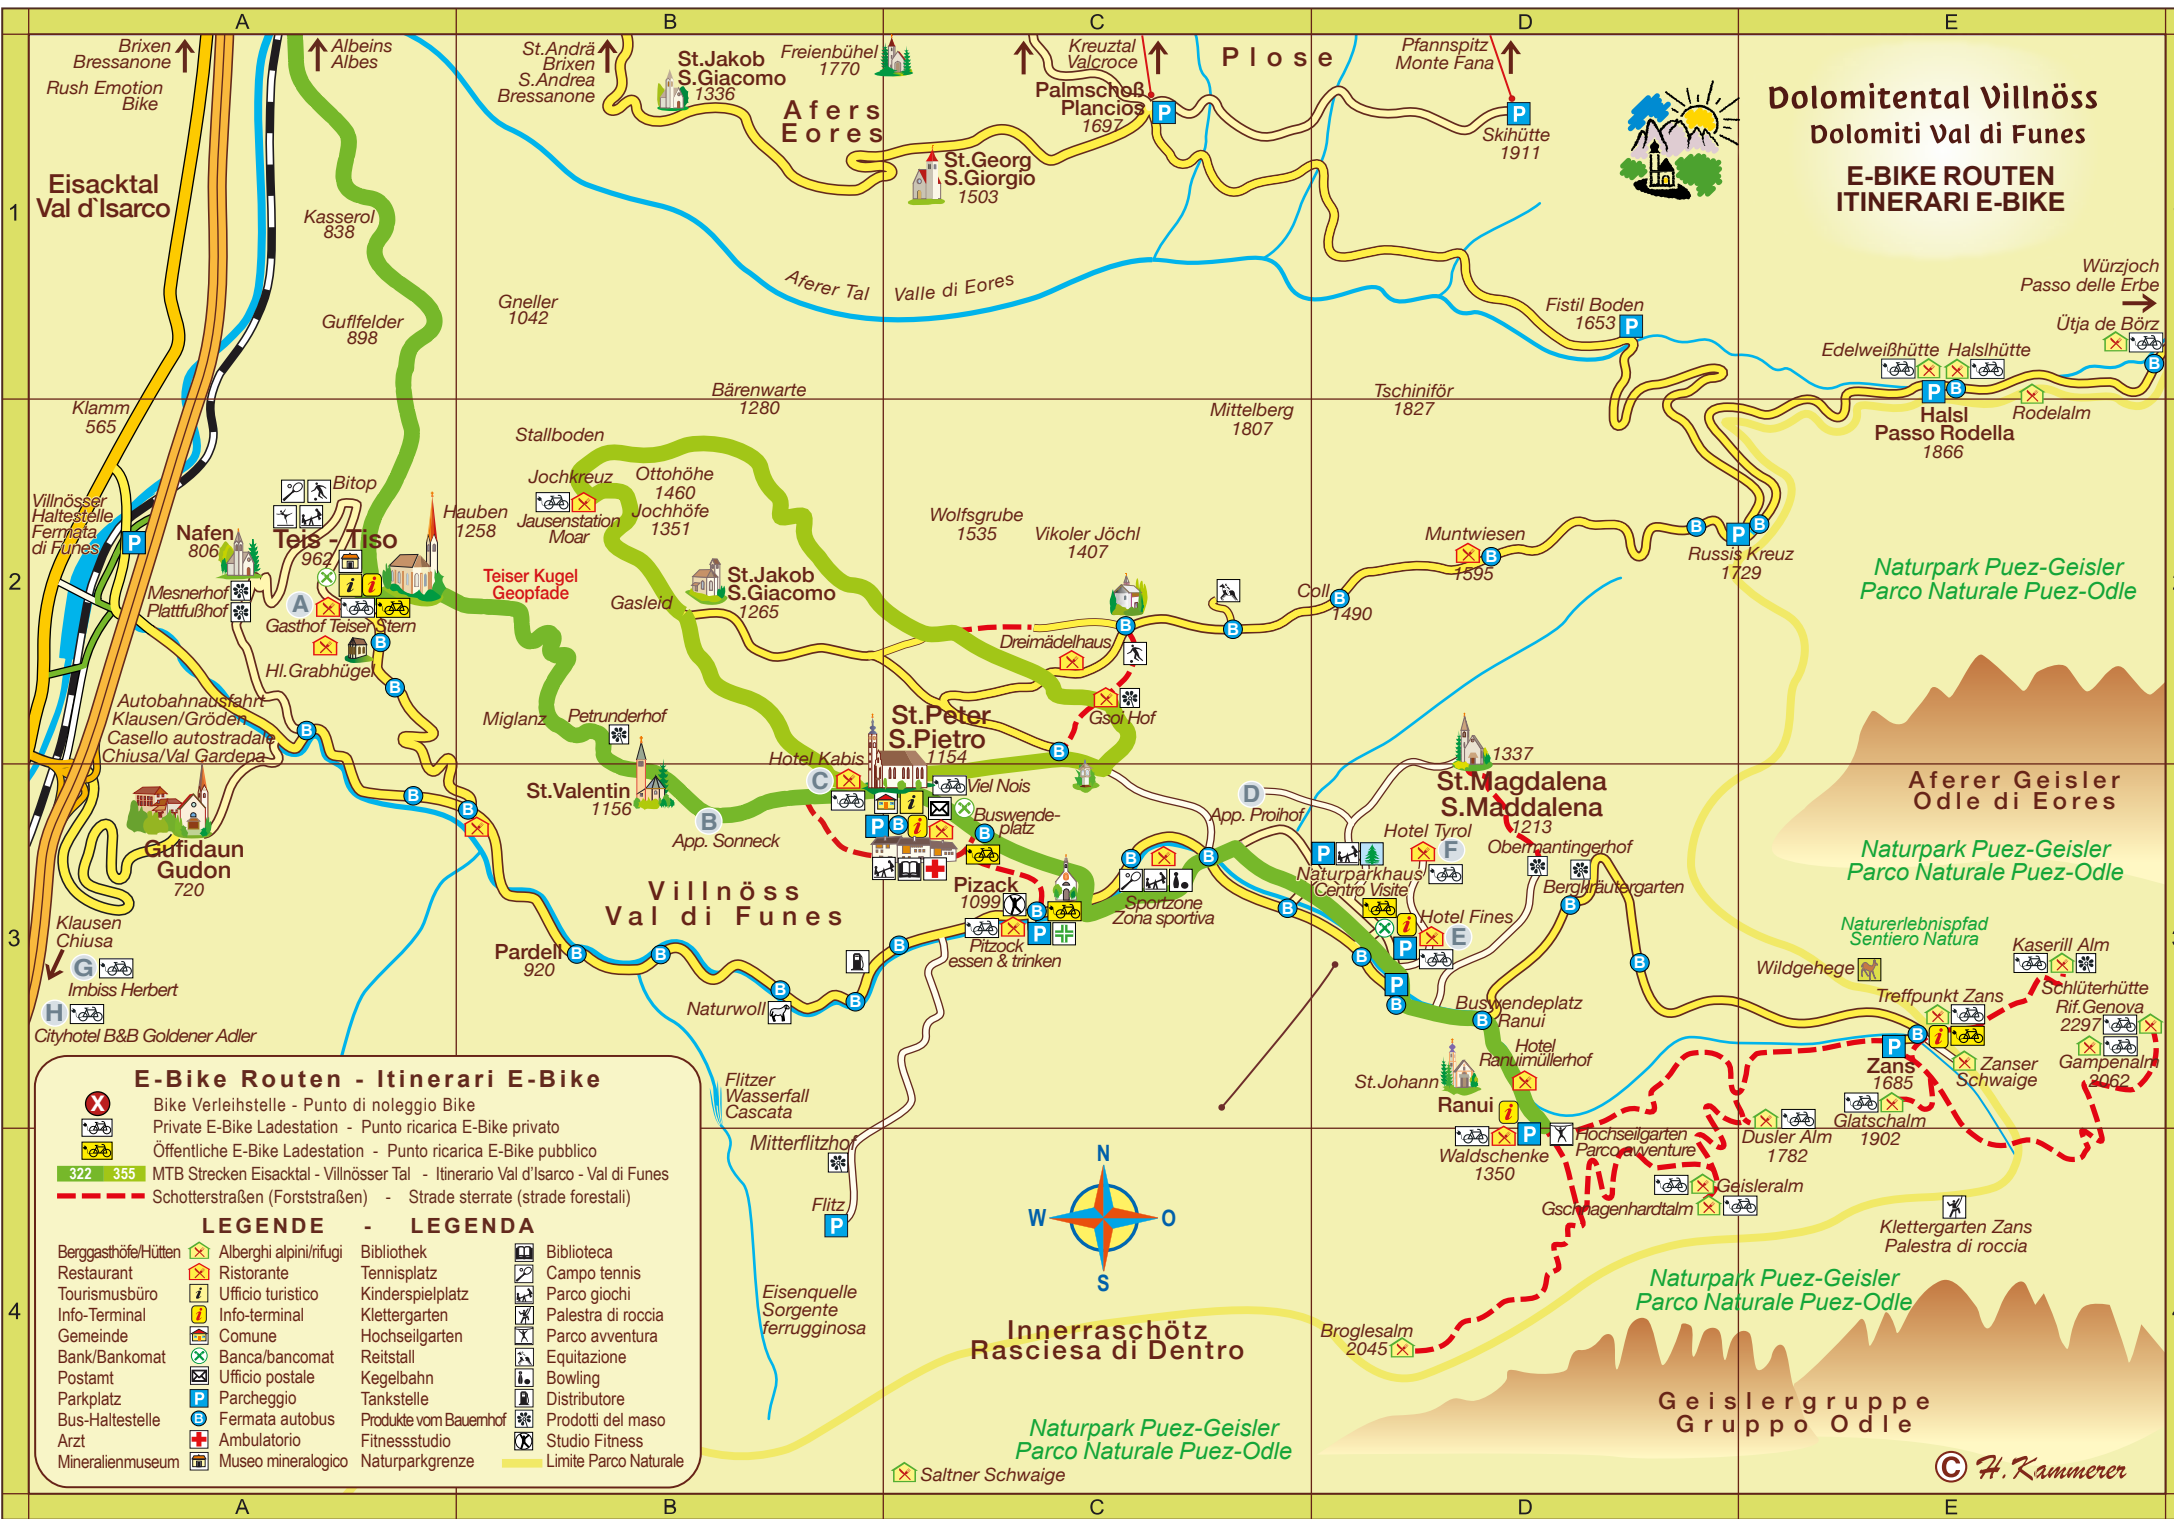 A
B
C
D
E
Brixen
Bressanone
Albeins
Albes
Rush Emotion
Bike
St.Andrä
Brixen
S.Andrea
Bressanone
St.Jakob
S.Giacomo
1336
Freienbühel
1770
Afers
Eores
Kreuztal
Valcroce
Palmschoß
Plancios
1697
P
Plose
Pfannspitz
Monte Fana
P
Skihütte
1911
Dolomitental Villnöss
Dolomiti Val di Funes
E-BIKE ROUTEN
ITINERARI E-BIKE
1
Eisacktal
Val d`Isarco
Kasserol
838
St.Georg
S.Giorgio
1503
Guflfelder
898
Gneller
1042
Aferer Tal
Valle di Eores
Fistil Boden
1653
P
Würzjoch
Passo delle Erbe
Ütja de Börz
B
Edelweißhütte
Halslhütte
P
B
Halsl
Passo Rodella
1866
Rodelalm
Klamm
565
Bärenwarte
1280
Mittelberg
1807
Tschiniför
1827
Villnösser
Haltestelle
Fermata
di Funes
P
Bitop
Nafen
806
Teis - Tiso
962
Hauben
1258
Stallboden
Jochkreuz
Jausenstation
Moar
Ottohöhe
1460
Jochhöfe
1351
Wolfsgrube
1535
Vikoler Jöchl
1407
Muntwiesen
1595
B
B
P
B
Russis Kreuz
1729
2
Mesnerhof
Plattfußhof
A
i
i
Gasthof Teiser Stern
Teiser Kugel
Geopfade
St.Jakob
S.Giacomo
1265
Gasleid
Coll
B
1490
Naturpark Puez-Geisler
Parco Naturale Puez-Odle
Hl.Grabhügel
B
B
Dreimädelhaus
B
B
Autobahnausfahrt
Klausen/Gröden
Casello autostradale
Chiusa/Val Gardena
B
Miglanz
Petrunderhof
St.Peter
S.Pietro
1154
Gsoi Hof
B
1337
St.Magdalena
S.Maddalena
1213
Hotel Kabis
C
St.Valentin
1156
B
App. Sonneck
Viel Nois
i
P
B
i
Buswende-
platz
B
D
App. Proihof
Hotel Tyrol
F
Obermantingerhof
Aferer Geisler
Odle di Eores
Gufidaun
Gudon
720
B
B
Villnöss
Val di Funes
Pizack
1099
B
P
Pitzock
essen & trinken
B
B
Sportzone
Zona sportiva
P
Naturparkhaus
Centro Visite
Bergkräutergarten
B
Naturpark Puez-Geisler
Parco Naturale Puez-Odle
3
Klausen
Chiusa
G
Imbiss Herbert
H
Cityhotel B&B Goldener Adler
Pardell
920
B
B
B
B
B
Naturwoll
B
B
i
P
Hotel Fines
E
P
B
Buswendeplatz
B
Ranui
B
Naturerlebnispfad
Sentiero Natura
Wildgehege
Kaserill Alm
Treffpunkt Zans
B
i
P
Zans
1685
Schlüterhütte
Rif.Genova
2297
Gampenalm
2062
Zanser
Schwaige
Hotel
Ranuimüllerhof
St.Johann
Ranui
i
P
Waldschenke
1350
Hochseilgarten
Parco avventure
Glatschalm
1902
Dusler Alm
1782
Geisleralm
Gschnagenhardtalm
Klettergarten Zans
Palestra di roccia
Flitzer
Wasserfall
Cascata
Mitterflitzhof
Flitz
P
Eisenquelle
Sorgente
ferrugginosa
N
W
O
S
4
Innerraschötz
Rasciesa di Dentro
Broglesalm
2045
Naturpark Puez-Geisler
Parco Naturale Puez-Odle
Geislergruppe
Gruppo Odle
Naturpark Puez-Geisler
Parco Naturale Puez-Odle
Saltner Schwaige
© H.Kammerer
E-Bike Routen - Itinerari E-Bike
X Bike Verleihstelle - Punto di noleggio Bike
Private E-Bike Ladestation - Punto ricarica E-Bike privato
Öffentliche E-Bike Ladestation - Punto ricarica E-Bike pubblico
322 355 MTB Strecken Eisacktal - Villnösser Tal - Itinerario Val d'Isarco - Val di Funes
Schotterstraßen (Forststraßen) - Strade sterrate (strade forestali)
LEGENDE - LEGENDA
Berggasthöfe/Hütten Alberghi alpini/rifugi Bibliothek Biblioteca
Restaurant Ristorante Tennisplatz Campo tennis
Tourismusbüro i Ufficio turistico Kinderspielplatz Parco giochi
Info-Terminal i Info-terminal Klettergarten Palestra di roccia
Gemeinde Comune Hochseilgarten Parco avventura
Bank/Bankomat Banca/bancomat Reitstall Equitazione
Postamt Ufficio postale Kegelbahn Bowling
Parkplatz P Parcheggio Tankstelle Distributore
Bus-Haltestelle B Fermata autobus Produkte vom Bauernhof Prodotti del maso
Arzt Ambulatorio Fitnessstudio Studio Fitness
Mineralienmuseum Museo mineralogico Naturparkgrenze Limite Parco Naturale
A
B
C
D
E